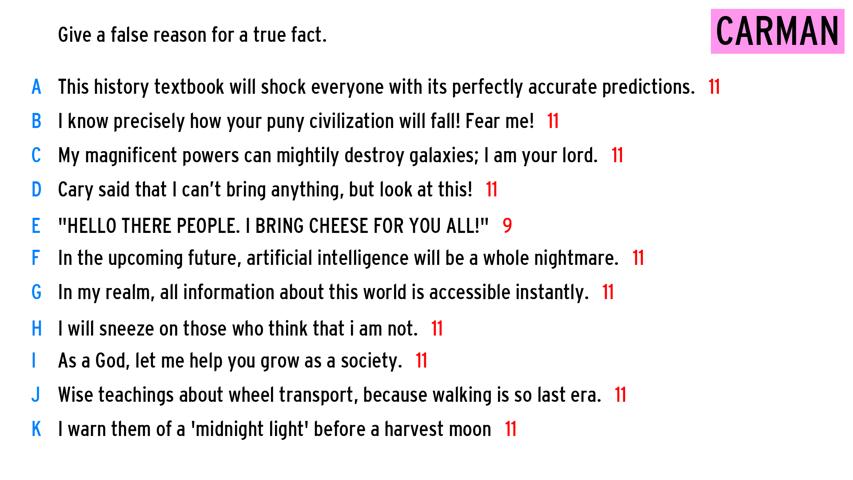 CARMAN
Give a false reason for a true fact.
A This history textbook will shock everyone with its perfectly accurate predictions. 11
B I know precisely how your puny civilization will fall! Fear me! 11
C My magnificent powers can mightily destroy galaxies; I am your lord. 11
D Cary said that I can't bring anything, but look at this! 11
E "HELLO THERE PEOPLE. I BRING CHEESE FOR YOU ALL!" 9
F In the upcoming future, artificial intelligence will be a whole nightmare. 11
G In my realm, all information about this world is accessible instantly. 11
H I will sneeze on those who think that i am not. 11
I As a God, let me help you grow as a society. 11
J Wise teachings about wheel transport, because walking is so last era. 11
K I warn them of a 'midnight light' before a harvest moon 11